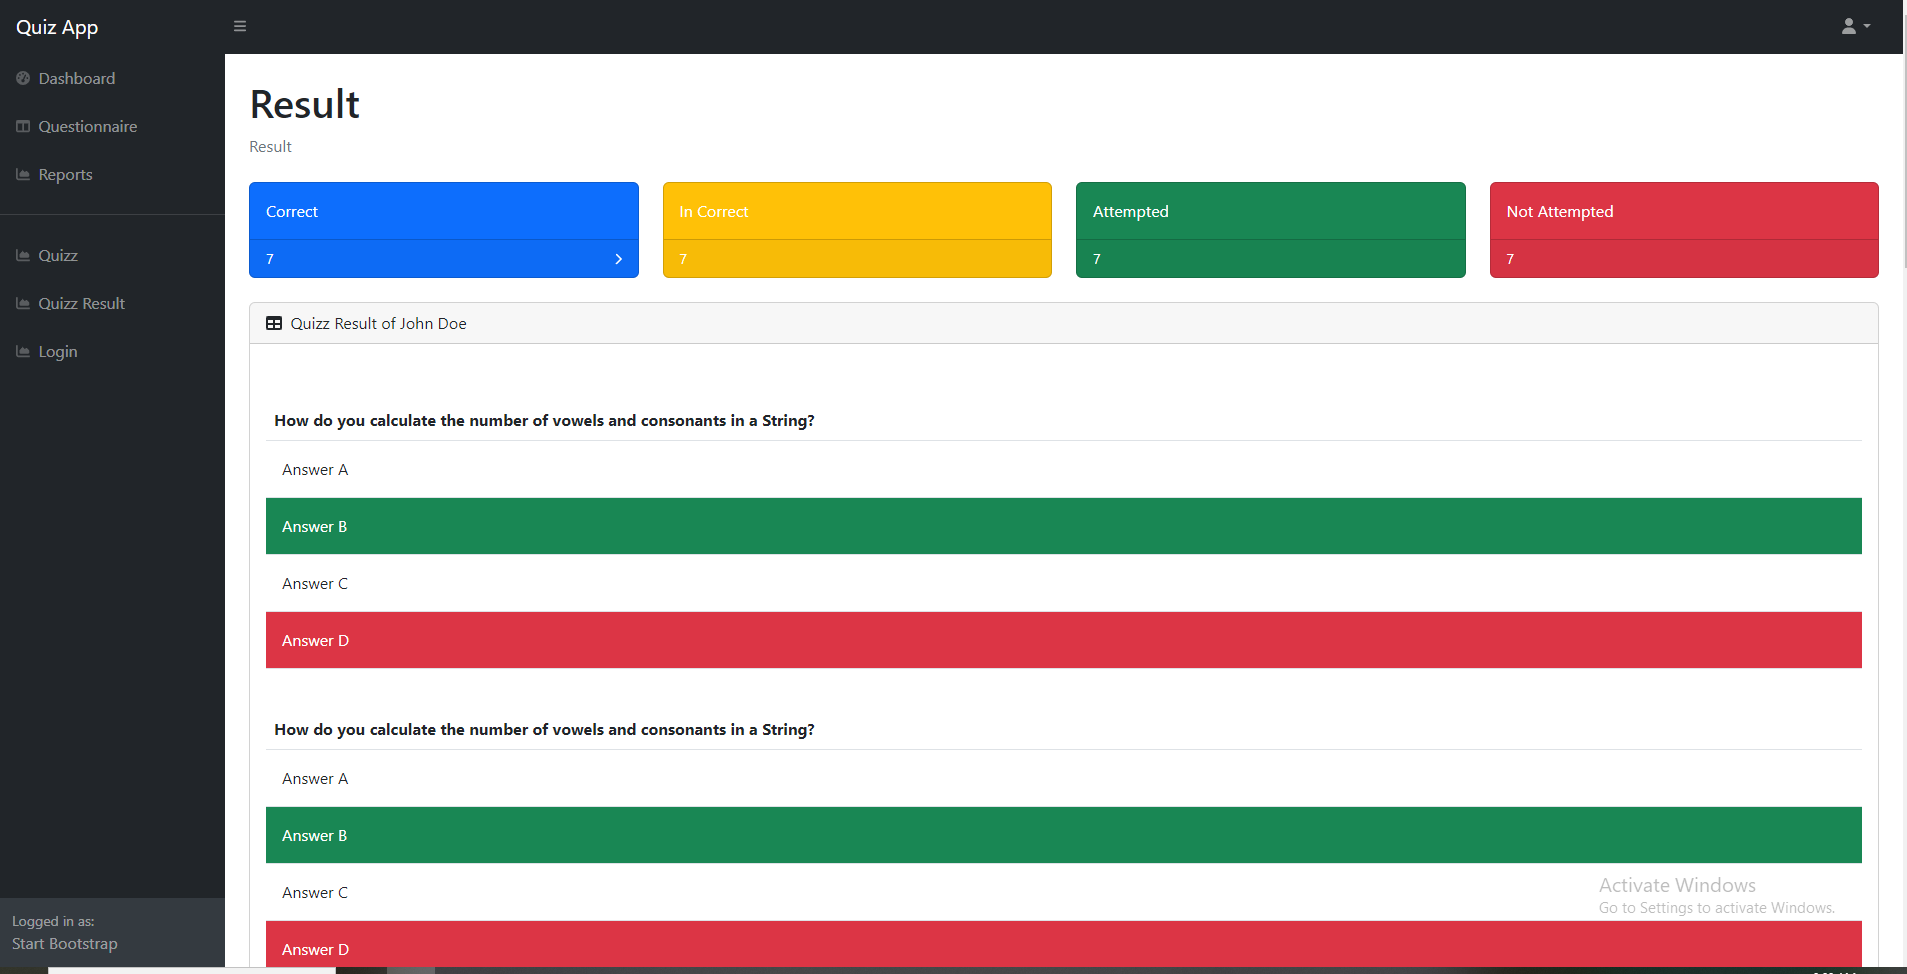 Quiz App
Dashboard
Questionnaire
Reports
Quizz
Quizz Result
Login
Logged in as:
Start Bootstrap
Result
Result
Correct
7
In Correct
7
Attempted
7
Not Attempted
7
Quizz Result of John Doe
How do you calculate the number of vowels and consonants in a String?
Answer A
Answer B
Answer C
Answer D
How do you calculate the number of vowels and consonants in a String?
Answer A
Answer B
Answer C
Answer D
Activate Windows
Go to Settings to activate Windows.